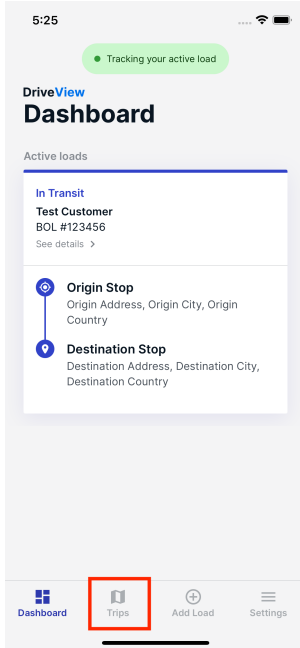 5:25
Tracking your active load
DriveView
Dashboard
Active loads
In Transit
Test Customer
BOL #123456
See details
Origin Stop
Origin Address, Origin City, Origin
Country
Destination Stop
Destination Address, Destination City,
Destination Country
Dashboard Trips Add Load Settings